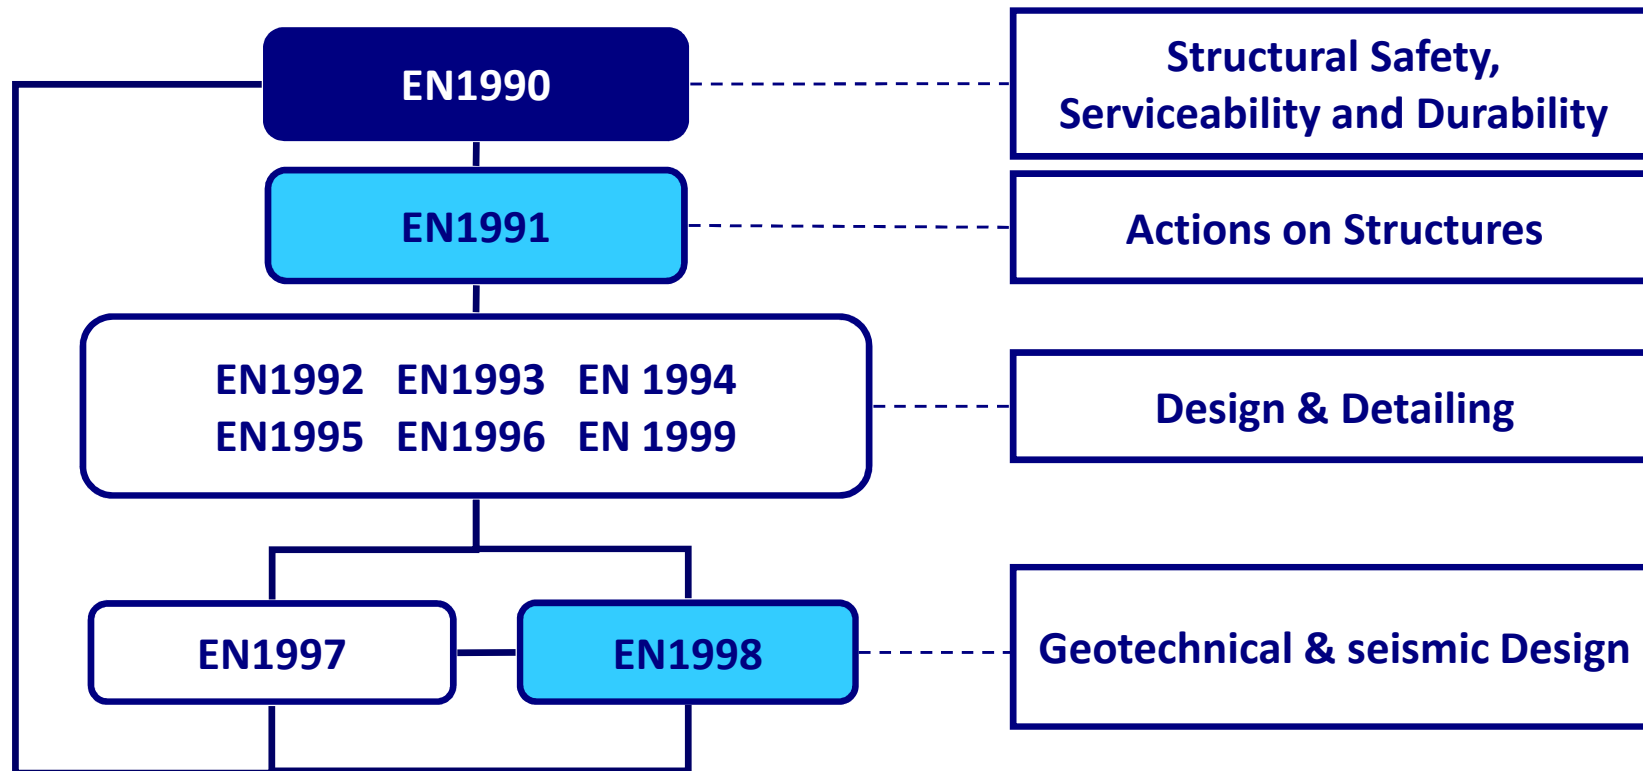 EN1990
Structural Safety,
Serviceability and Durability
EN1991
Actions on Structures
EN1992 EN1993 EN 1994
EN1995 EN1996 EN 1999
Design & Detailing
EN1997
EN1998
Geotechnical & seismic Design